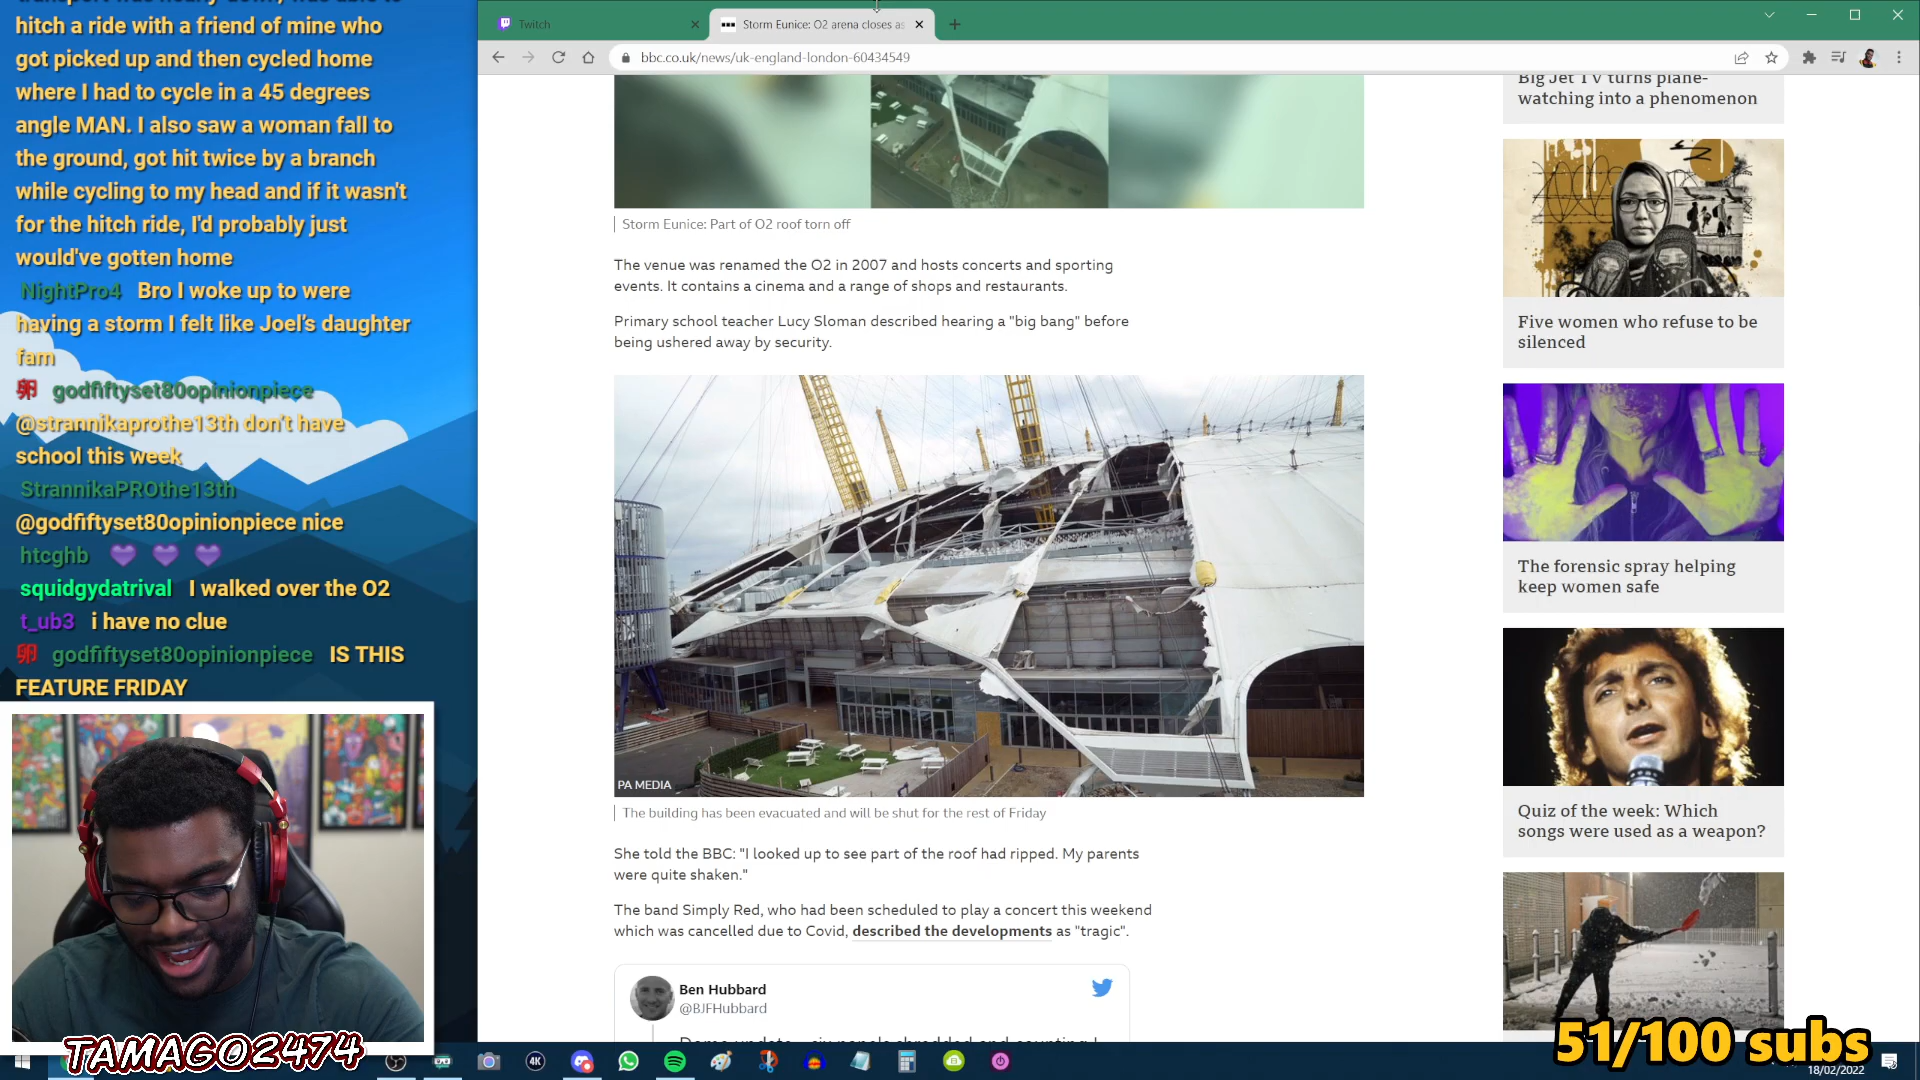 hitch a ride with a friend of mine who
got picked up and then cycled home
where I had to cycle in a 45 degrees
angle MAN. I also saw a woman fall to
the ground, got hit twice by a branch
while cycling to my head and if it wasn't
for the hitch ride, I'd probably just
would've gotten home
NightPro4 Bro I woke up to were
having a storm I felt like Joel's daughter
fam
卵 godfiftyset80opinionpiece
@strannikaprothe13th don't have
school this week
StrannikaPROthe13th
@godfiftyset80opinionpiece nice
htcghb 💜 💜 💜
squidgydatrival I walked over the O2
t_ub3 i have no clue
卵 godfiftyset80opinionpiece IS THIS
FEATURE FRIDAY
TAMAGO2474
Twitch
Storm Eunice: O2 arena closes as
bbc.co.uk/news/uk-england-london-60434549
Storm Eunice: Part of O2 roof torn off
The venue was renamed the O2 in 2007 and hosts concerts and sporting
events. It contains a cinema and a range of shops and restaurants.
Primary school teacher Lucy Sloman described hearing a "big bang" before
being ushered away by security.
PA MEDIA
The building has been evacuated and will be shut for the rest of Friday
She told the BBC: "I looked up to see part of the roof had ripped. My parents
were quite shaken."
The band Simply Red, who had been scheduled to play a concert this weekend
which was cancelled due to Covid, described the developments as "tragic".
Ben Hubbard
@BJFHubbard
Big Jet TV turns plane-
watching into a phenomenon
Five women who refuse to be
silenced
The forensic spray helping
keep women safe
Quiz of the week: Which
songs were used as a weapon?
4K
51/100 subs
18/02/2022